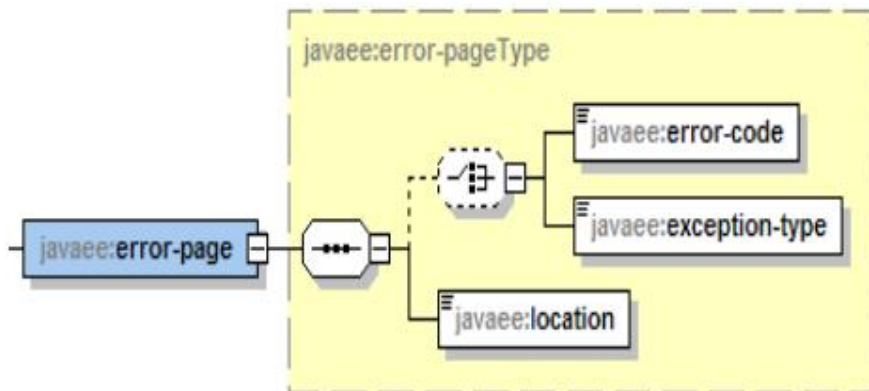 javaee:error-pageType
javaee:error-code
javaee:exception-type
javaee:error-page
javaee:location